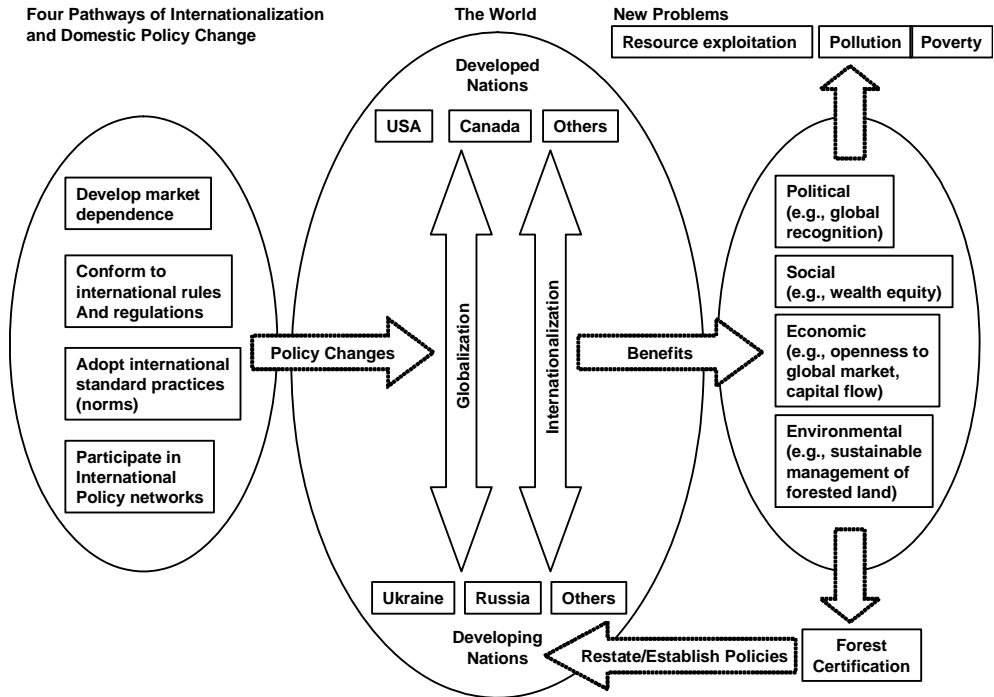 Four Pathways of Internationalization
and Domestic Policy Change
Develop market
dependence
Conform to
international rules
And regulations
Adopt international
standard practices
(norms)
Participate in
International
Policy networks
Policy Changes
The World
Developed
Nations
USA
Canada
Others
Globalization
Internationalization
Ukraine
Russia
Others
Developing
Nations
Benefits
New Problems
Resource exploitation
Pollution
Poverty
Political
(e.g., global
recognition)
Social
(e.g., wealth equity)
Economic
(e.g., openness to
global market,
capital flow)
Environmental
(e.g., sustainable
management of
forested land)
Forest
Certification
Restate/Establish Policies